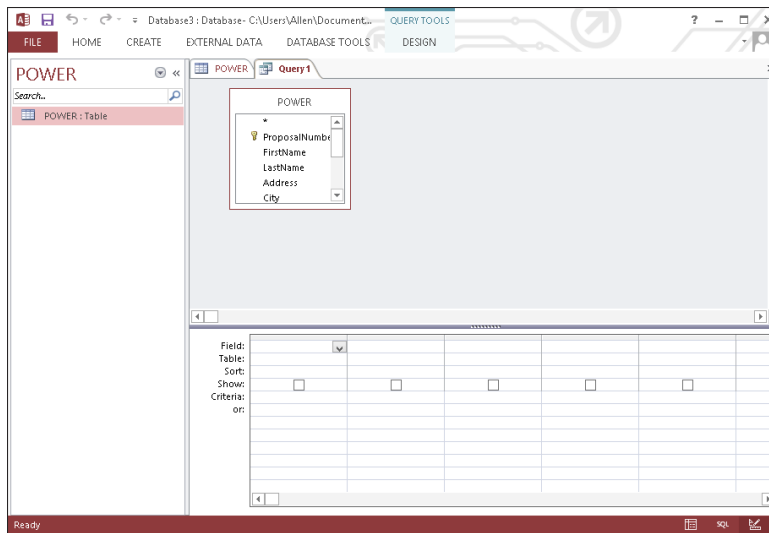 Database3 : Database- C:\Users\Allen\Document... QUERY TOOLS ?
FILE HOME CREATE EXTERNAL DATA DATABASE TOOLS DESIGN
POWER
Search..
POWER : Table
POWER Query1
POWER
*
ProposalNumbe
FirstName
LastName
Address
City
Field:
Table:
Sort:
Show:
Criteria:
or:
Ready SQL